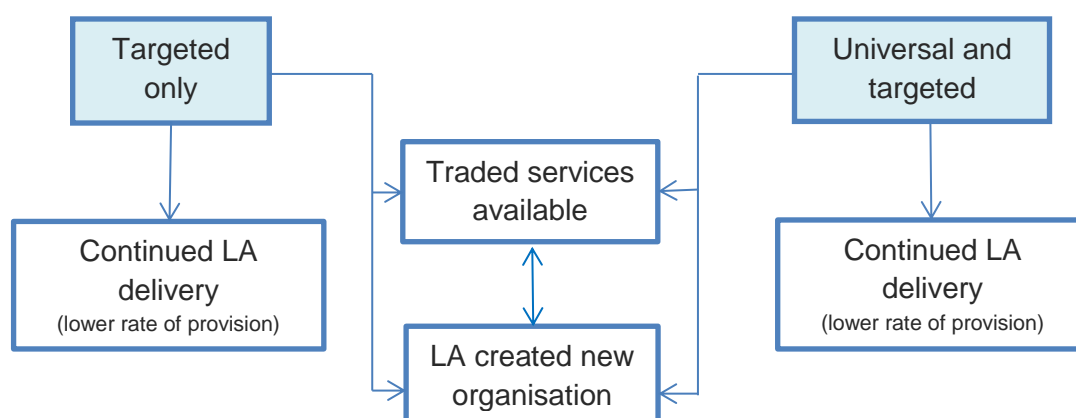 Targeted
only
Universal and
targeted
Traded services
available
Continued LA
delivery
(lower rate of provision)
Continued LA
delivery
(lower rate of provision)
LA created new
organisation